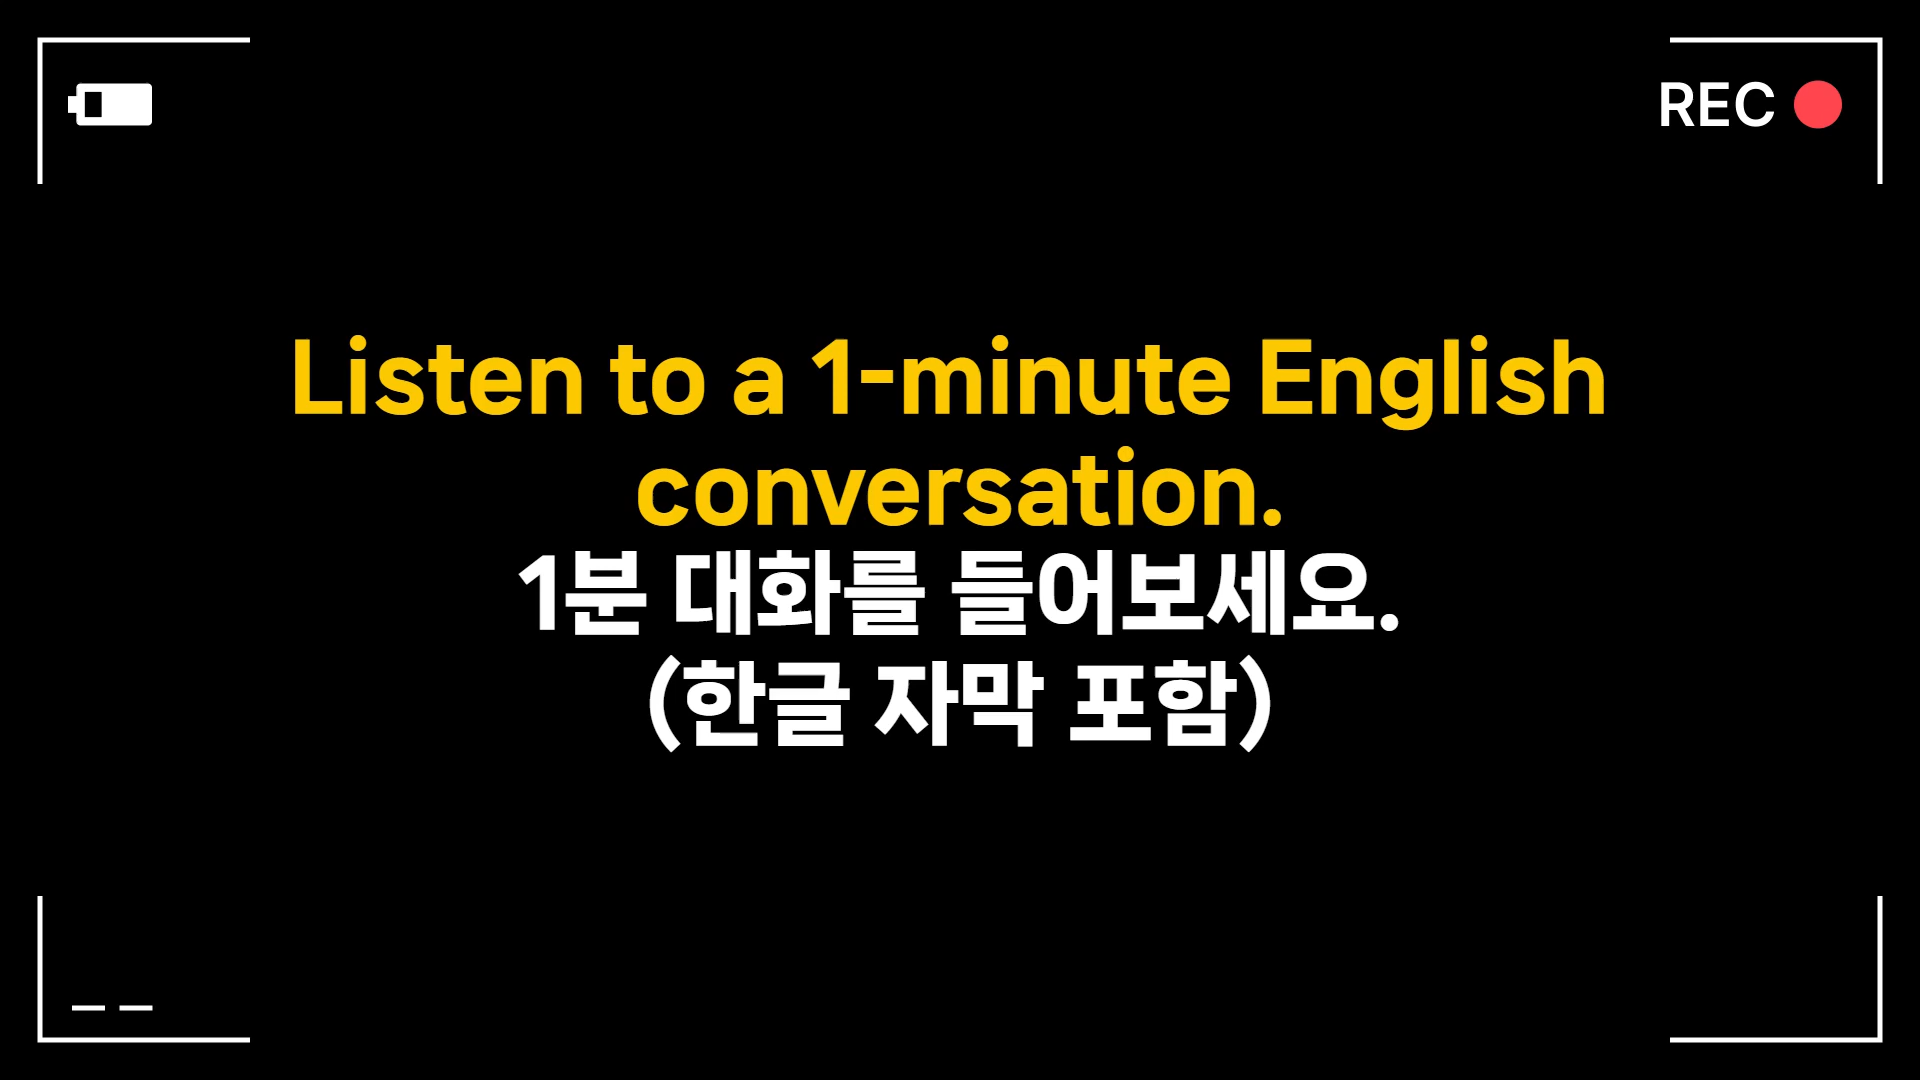 REC
Listen to a 1-minute English
conversation.
1분 대화를 들어보세요.
(한글 자막 포함)